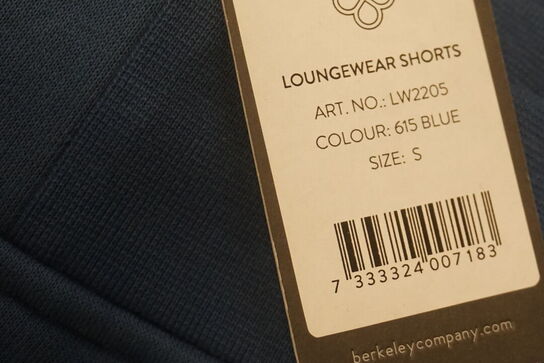 LOUNGEWEAR SHORTS
ART. NO.: LW2205
COLOUR: 615 BLUE
SIZE: S
7 333324 007183
berkeleycompany.com